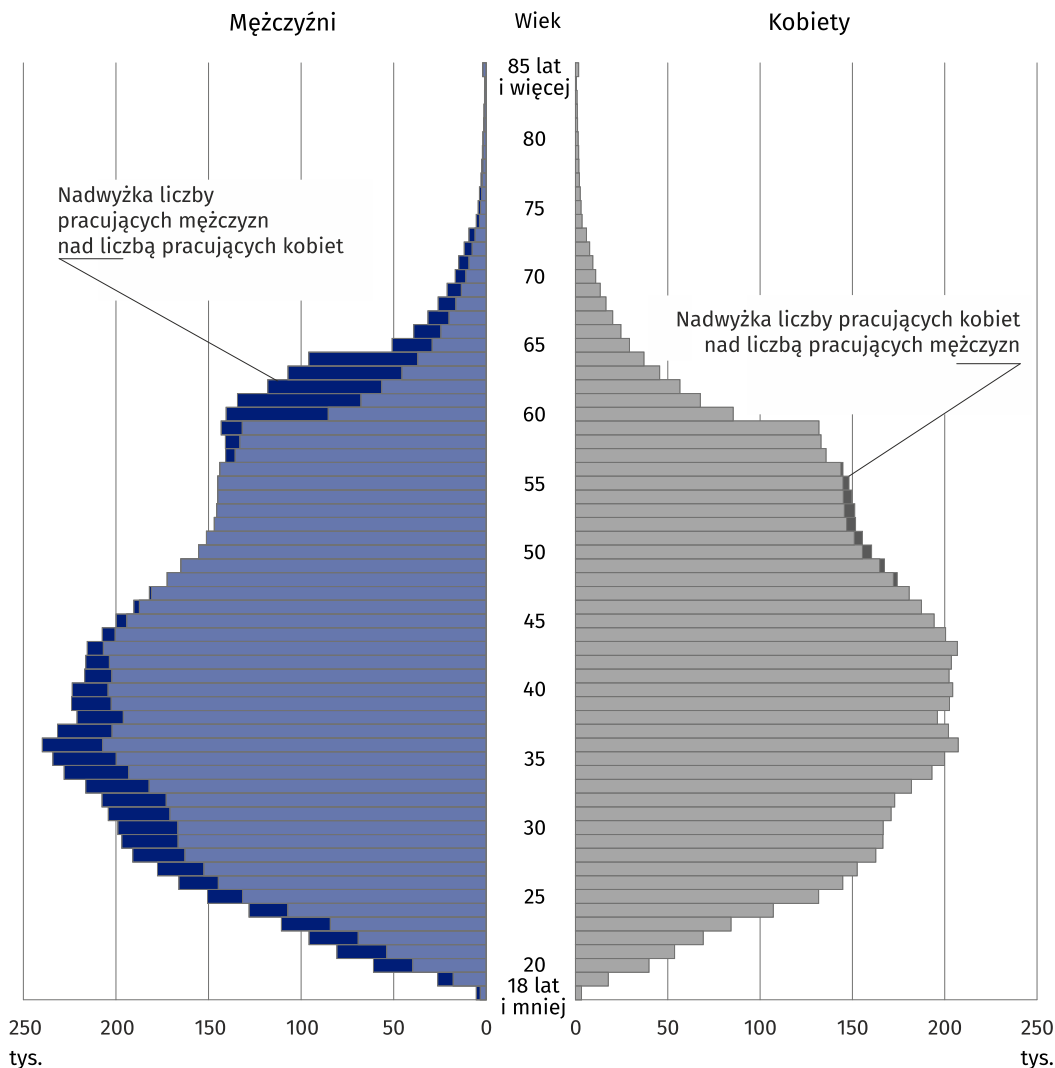 Mężczyźni
Wiek
Kobiety
85 lat
i więcej
80
Nadwyżka liczby
pracujących mężczyzn
nad liczbą pracujących kobiet
75
70
Nadwyżka liczby pracujących kobiet
nad liczbą pracujących mężczyzn
65
60
55
50
45
40
35
30
25
20
18 lat
i mniej
250 200 150 100 50 0 0 50 100 150 200 250
tys. tys.